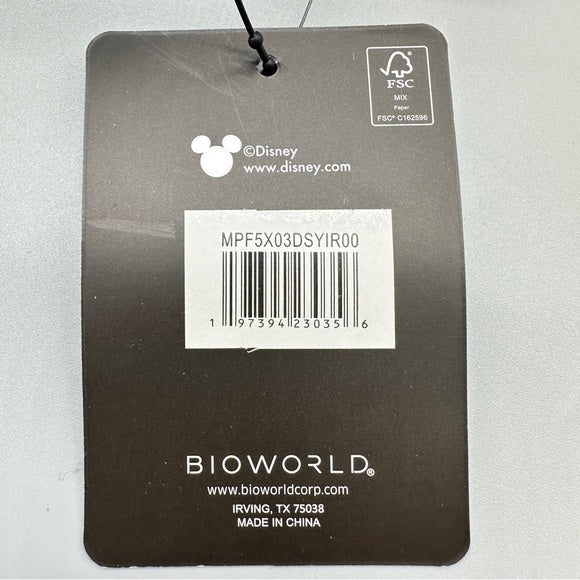 FSC
MIX
Paper
FSC® C162596
©Disney
www.disney.com
MPF5X03DSYIR00
1 97394 23035 6
BIOWORLD®
www.bioworldcorp.com
IRVING, TX 75038
MADE IN CHINA